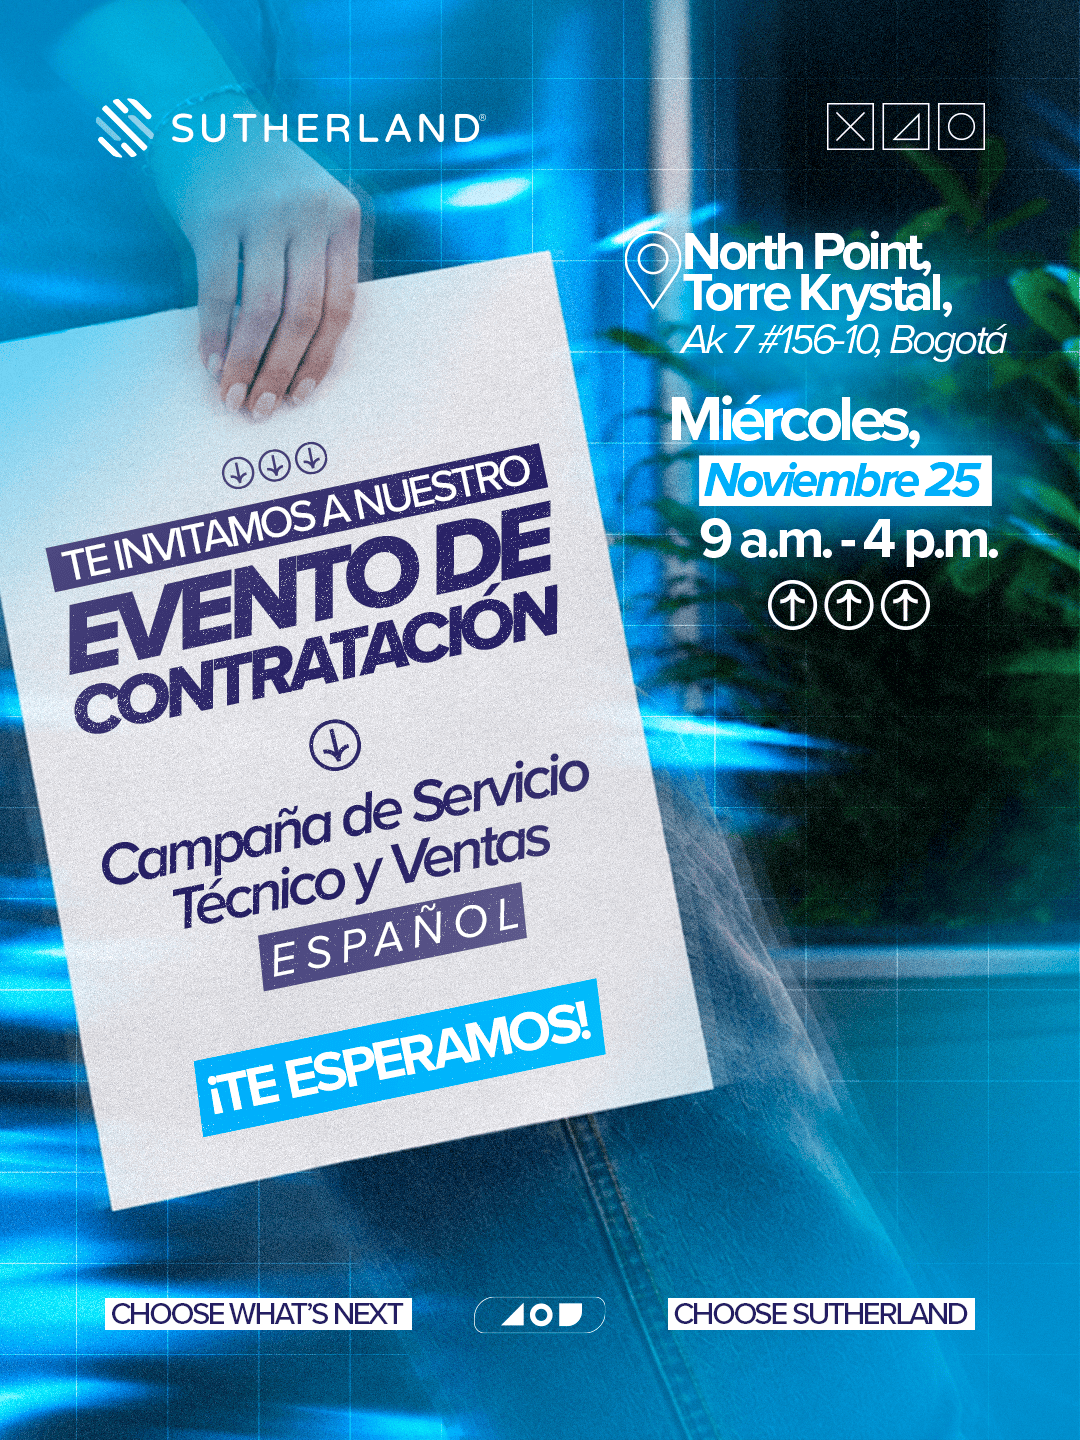 SUTHERLAND®
North Point,
Torre Krystal,
Ak 7 #156-10, Bogotá
Miércoles,
Noviembre 25
9 a.m. - 4 p.m.
TE INVITAMOS A NUESTRO
EVENTO DE
CONTRATACIÓN
Campaña de Servicio
Técnico y Ventas
ESPAÑOL
¡TE ESPERAMOS!
CHOOSE WHAT'S NEXT
CHOOSE SUTHERLAND